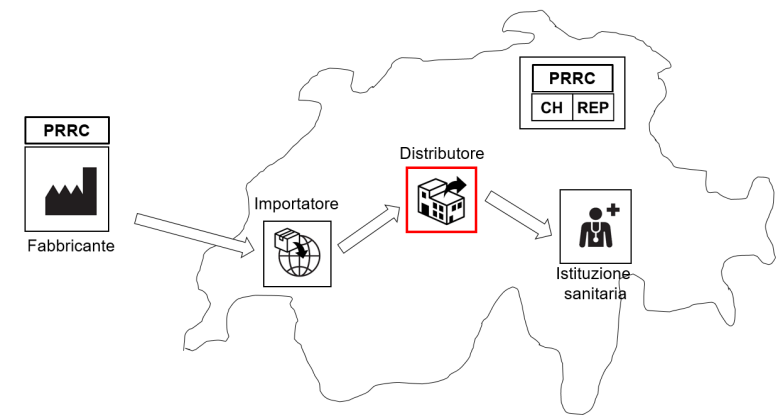 PRRC
CH REP
PRRC
Distributore
Importatore
Fabbricante
Istituzione
sanitaria